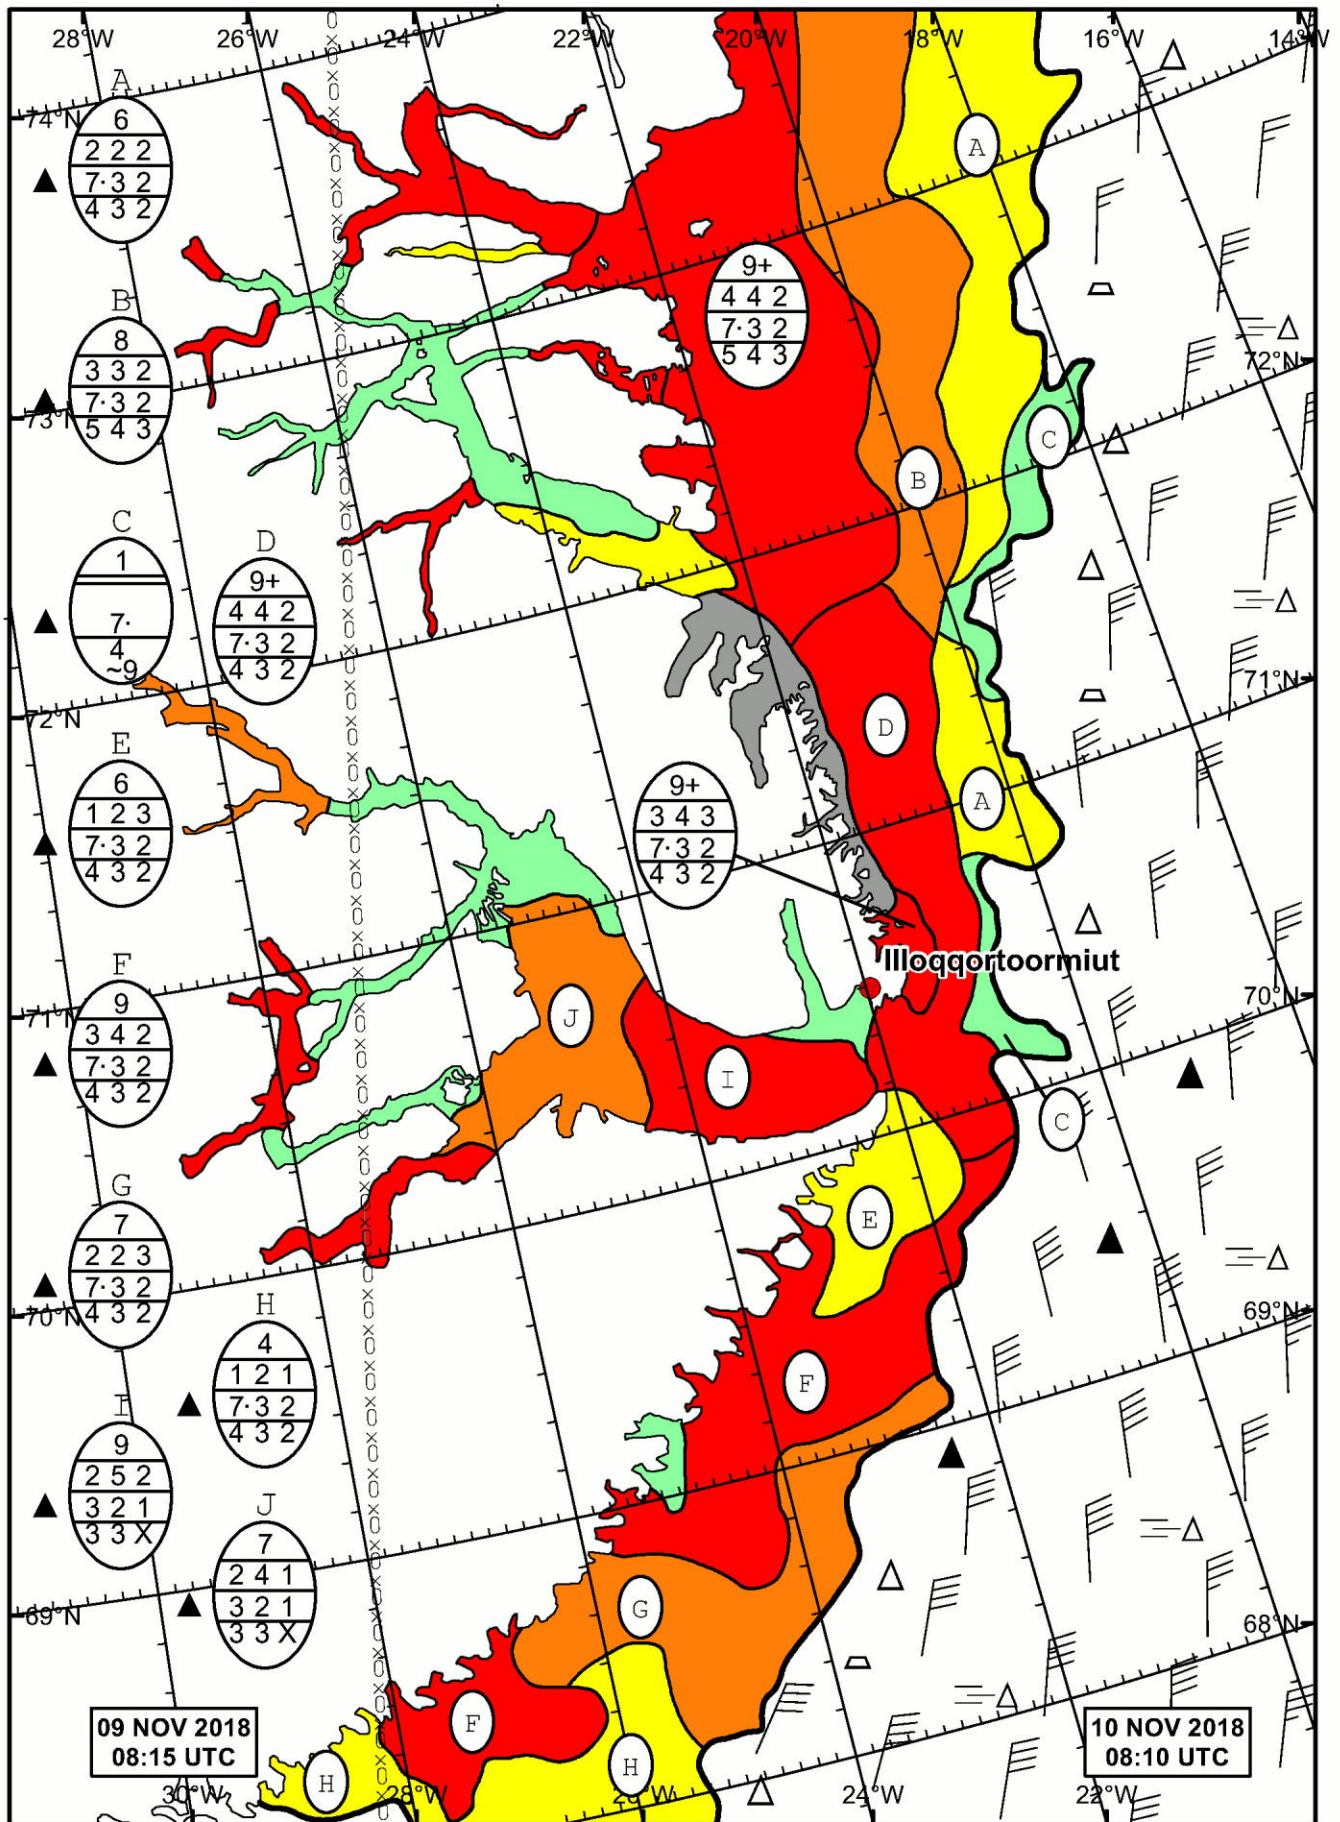 28°W 26°W 24°W 22°W 20°W 18°W 16°W 14°W
A
74°N
6
2 2 2
7· 3 2
4 3 2
A
9+
4 4 2
7· 3 2
5 4 3
B
8
3 3 2
7· 3 2
5 4 3
72°N
73°N
C
B
C
1
7·
4
~9
D
9+
4 4 2
7· 3 2
4 3 2
71°N
72°N
D
E
6
1 2 3
7· 3 2
4 3 2
9+
3 4 3
7· 3 2
4 3 2
A
Illoqqortoormiut
F
9
3 4 2
7· 3 2
4 3 2
71°N
70°N
J
I
C
G
7
2 2 3
7· 3 2
4 3 2
E
70°N
69°N
H
4
1 2 1
7· 3 2
4 3 2
F
I
9
2 5 2
3 2 1
3 3 X
J
7
2 4 1
3 2 1
3 3 X
69°N
68°N
G
F
09 NOV 2018
08:15 UTC
10 NOV 2018
08:10 UTC
H
H
30°W 28°W 26°W 24°W 22°W